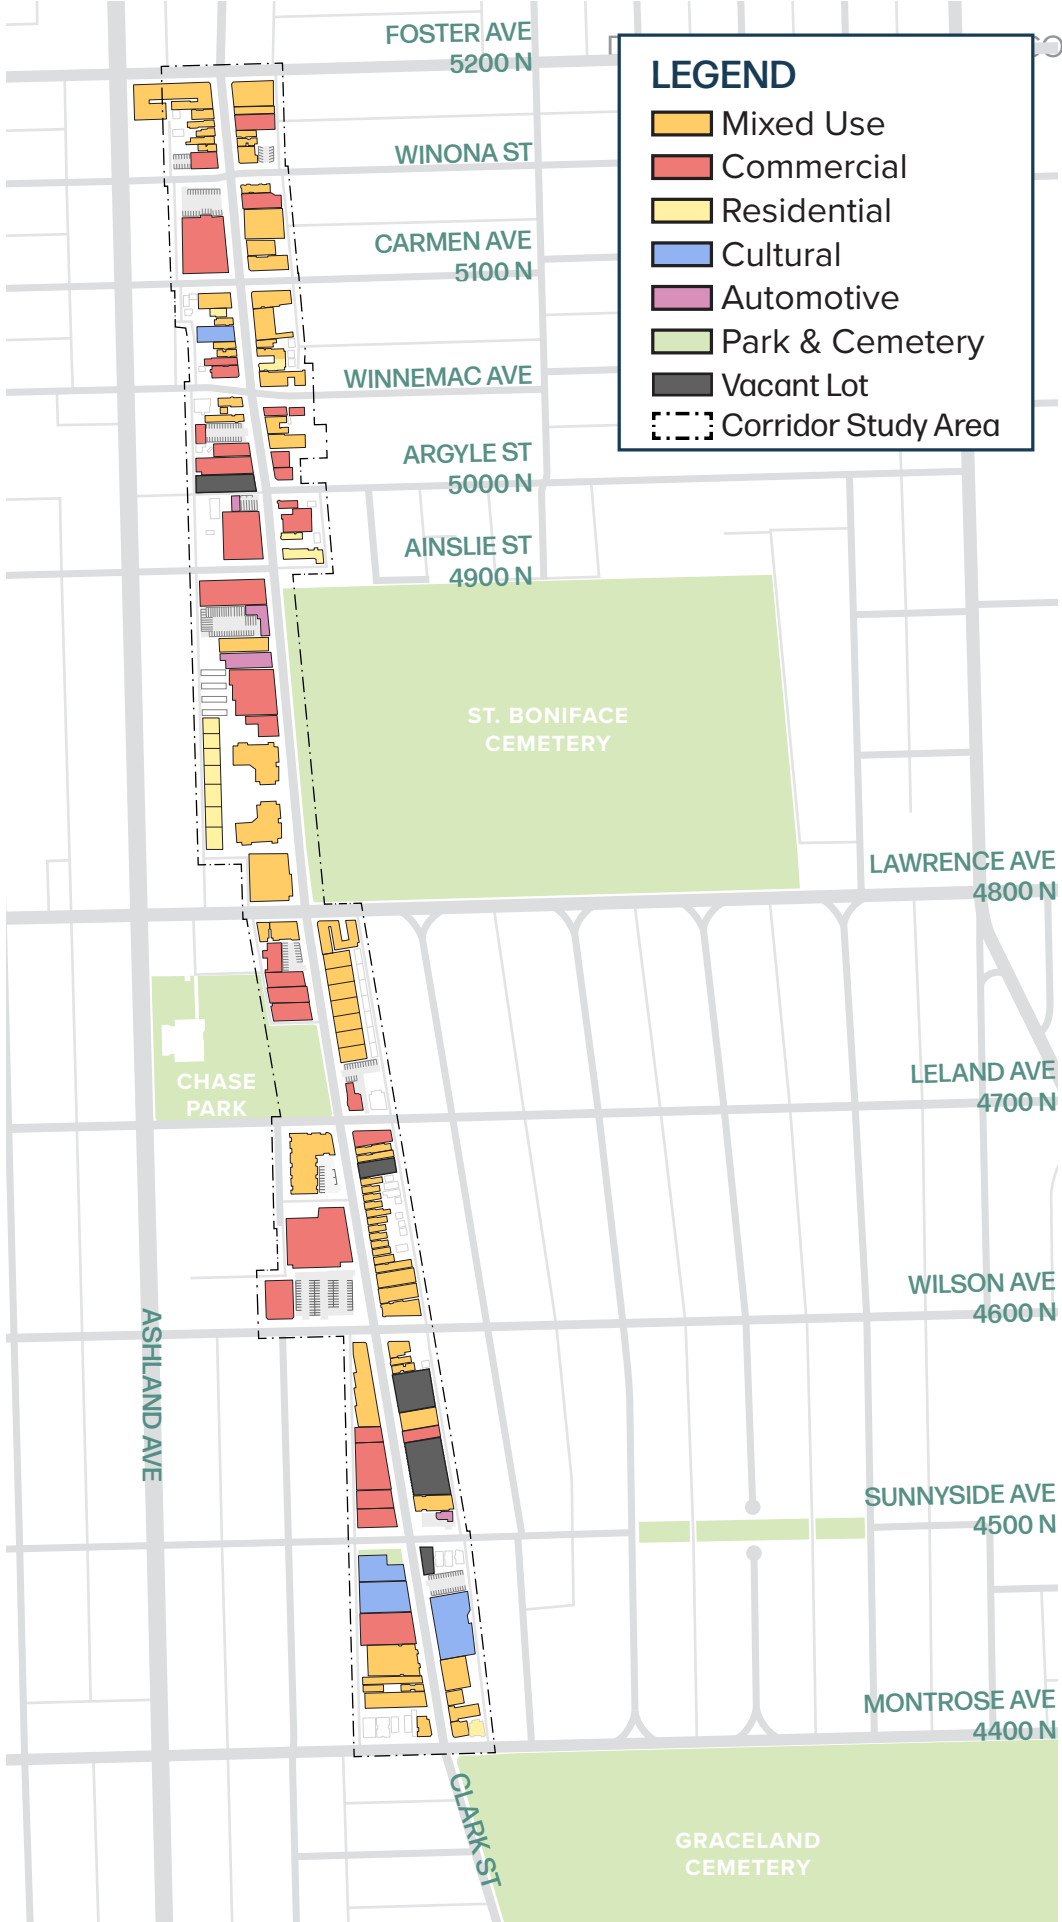 FOSTER AVE
5200 N
WINONA ST
CARMEN AVE
5100 N
WINNEMAC AVE
ARGYLE ST
5000 N
AINSLIE ST
4900 N
LEGEND
Mixed Use
Commercial
Residential
Cultural
Automotive
Park & Cemetery
Vacant Lot
Corridor Study Area
ST. BONIFACE
CEMETERY
LAWRENCE AVE
4800 N
CHASE
PARK
LELAND AVE
4700 N
WILSON AVE
4600 N
ASHLAND AVE
SUNNYSIDE AVE
4500 N
MONTROSE AVE
4400 N
CLARK ST
GRACELAND
CEMETERY